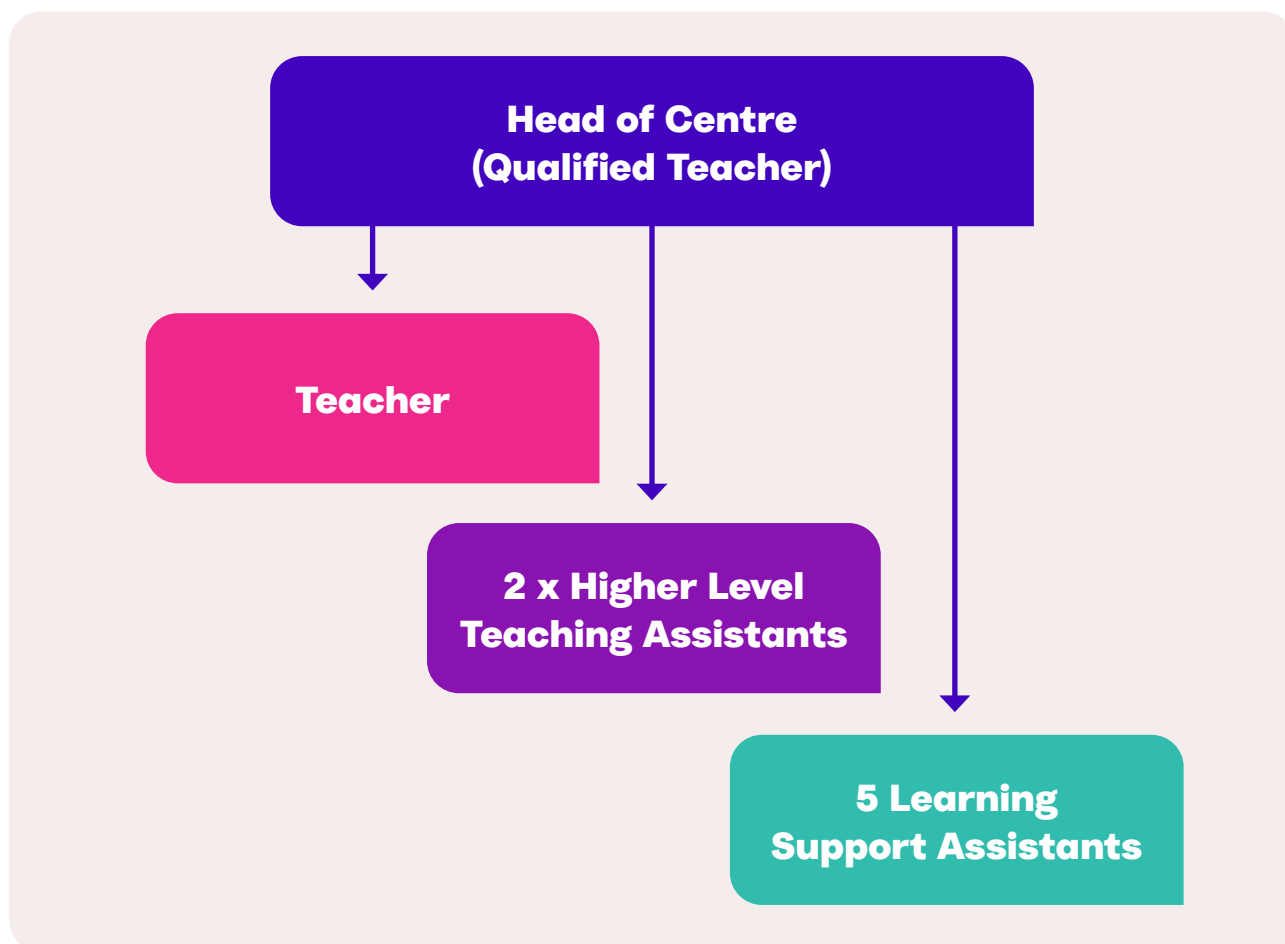 Head of Centre
(Qualified Teacher)
Teacher
2 x Higher Level
Teaching Assistants
5 Learning
Support Assistants